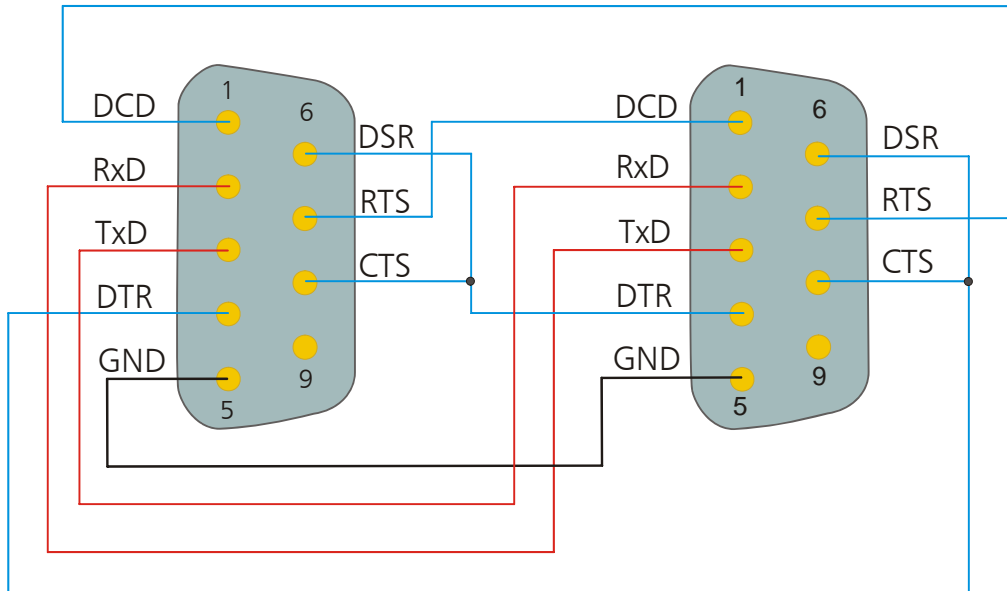 1
6
DCD
DSR
RxD
RTS
TxD
CTS
DTR
GND
9
5
1
6
DCD
DSR
RxD
RTS
TxD
CTS
DTR
GND
9
5